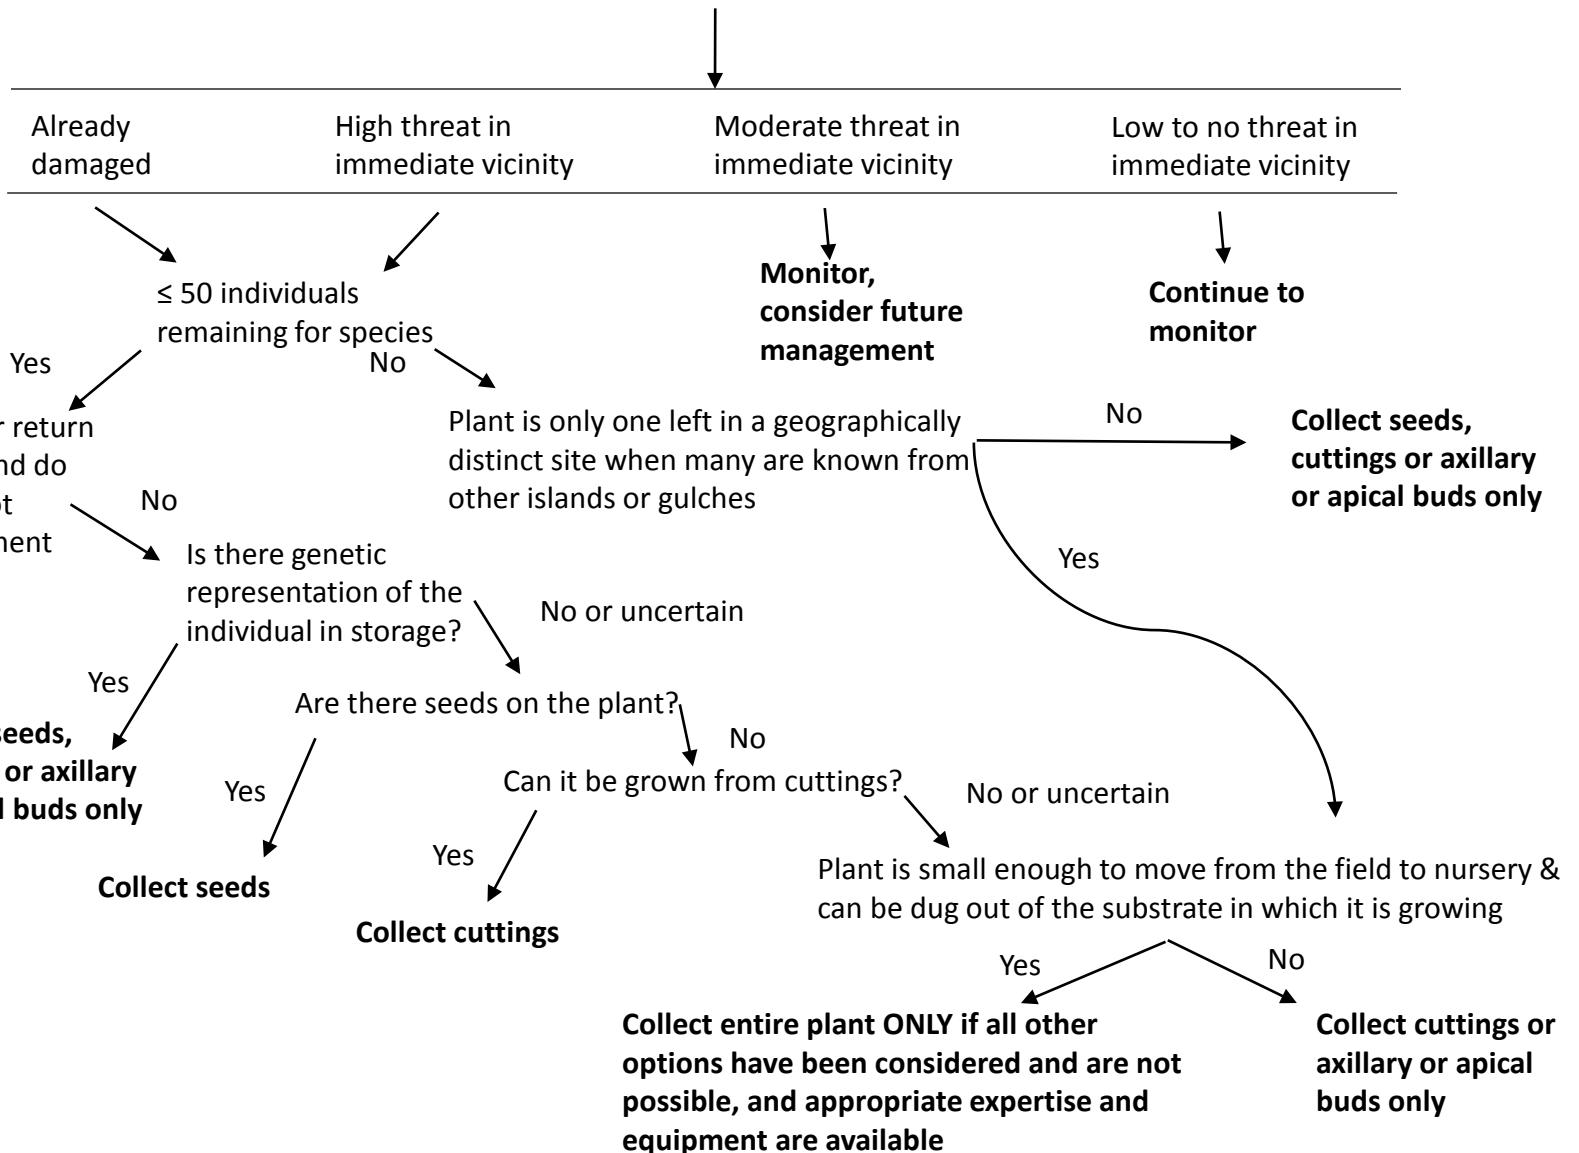 Already
damaged
High threat in
immediate vicinity
Moderate threat in
immediate vicinity
Low to no threat in
immediate vicinity
≤ 50 individuals
remaining for species
Monitor,
consider future
management
Continue to
monitor
Yes
No
return
do
Plant is only one left in a geographically
distinct site when many are known from
other islands or gulches
No
Collect seeds,
cuttings or axillary
or apical buds only
No
Yes
Is there genetic
representation of the
individual in storage?
No or uncertain
Yes
seeds,
or axillary
buds only
Are there seeds on the plant?
No
Yes
Can it be grown from cuttings?
No or uncertain
Collect seeds
Yes
Collect cuttings
Plant is small enough to move from the field to nursery &
can be dug out of the substrate in which it is growing
Yes
No
Collect entire plant ONLY if all other
options have been considered and are not
possible, and appropriate expertise and
equipment are available
Collect cuttings or
axillary or apical
buds only